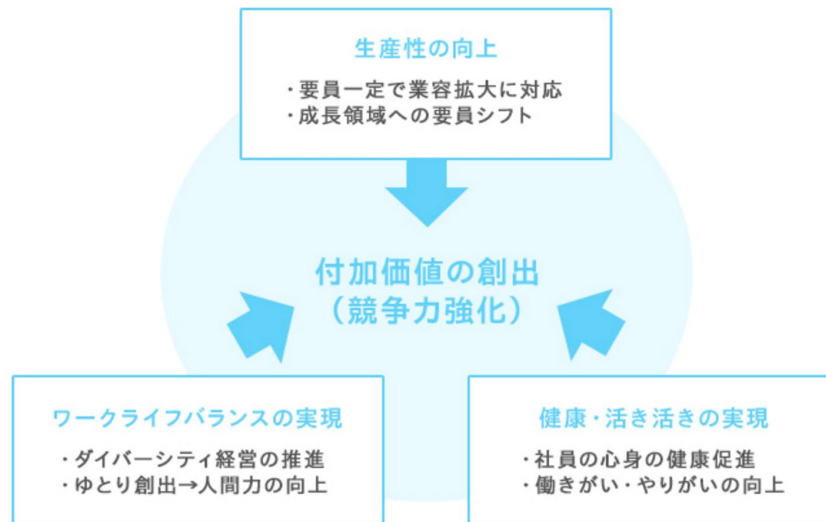 生産性の向上
・要員一定で業容拡大に対応
・成長領域への要員シフト
付加価値の創出
（競争力強化）
ワークライフバランスの実現
・ダイバーシティ経営の推進
・ゆとり創出→人間力の向上
健康・活き活きの実現
・社員の心身の健康促進
・働きがい・やりがいの向上